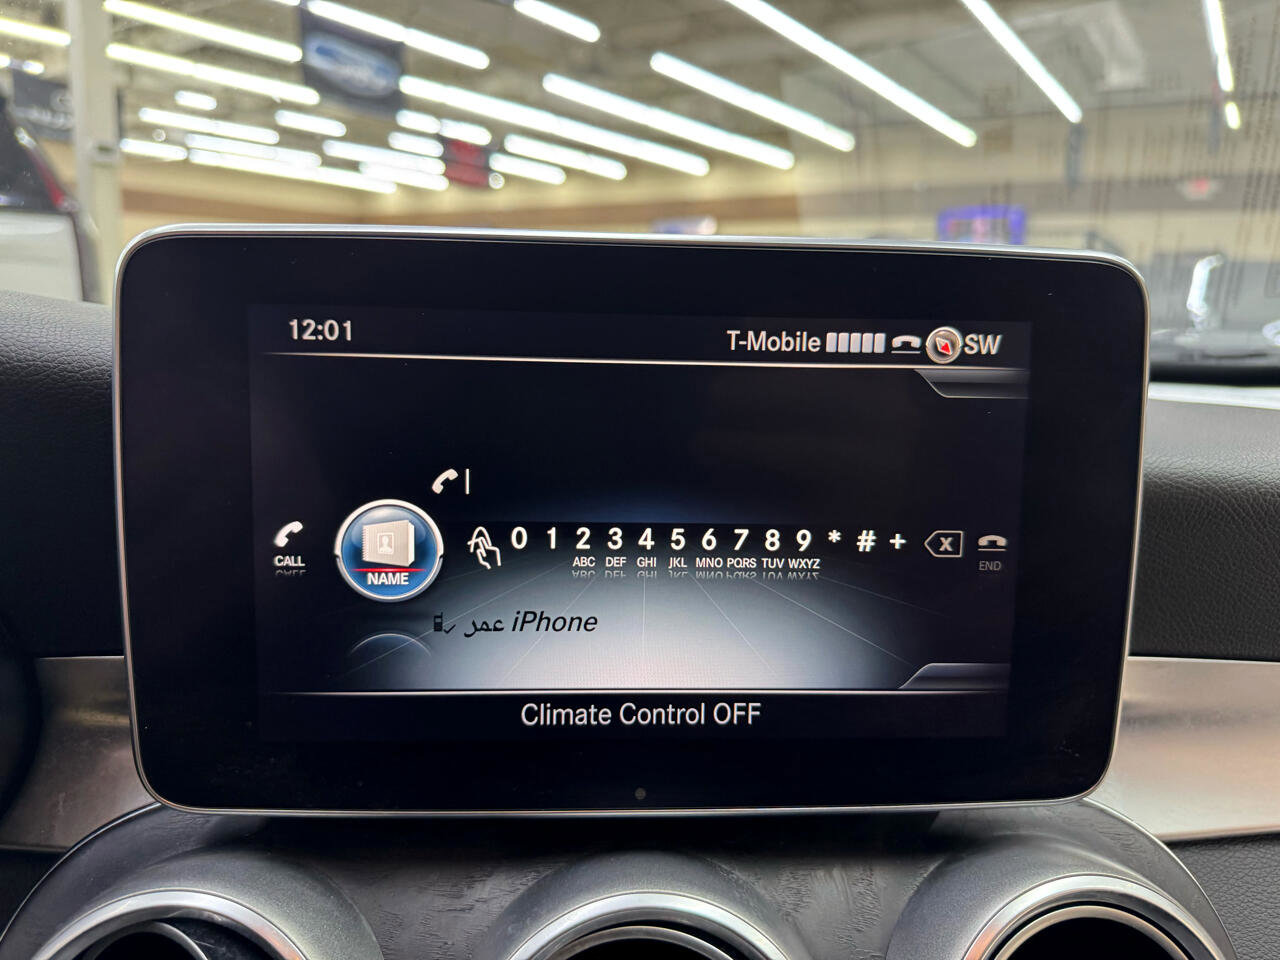 12:01
T-Mobile SW
CALL
NAME
0 1 2 3 4 5 6 7 8 9 * # +
ABC DEF GHI JKL MNO PQRS TUV WXYZ
END
عمر iPhone
Climate Control OFF